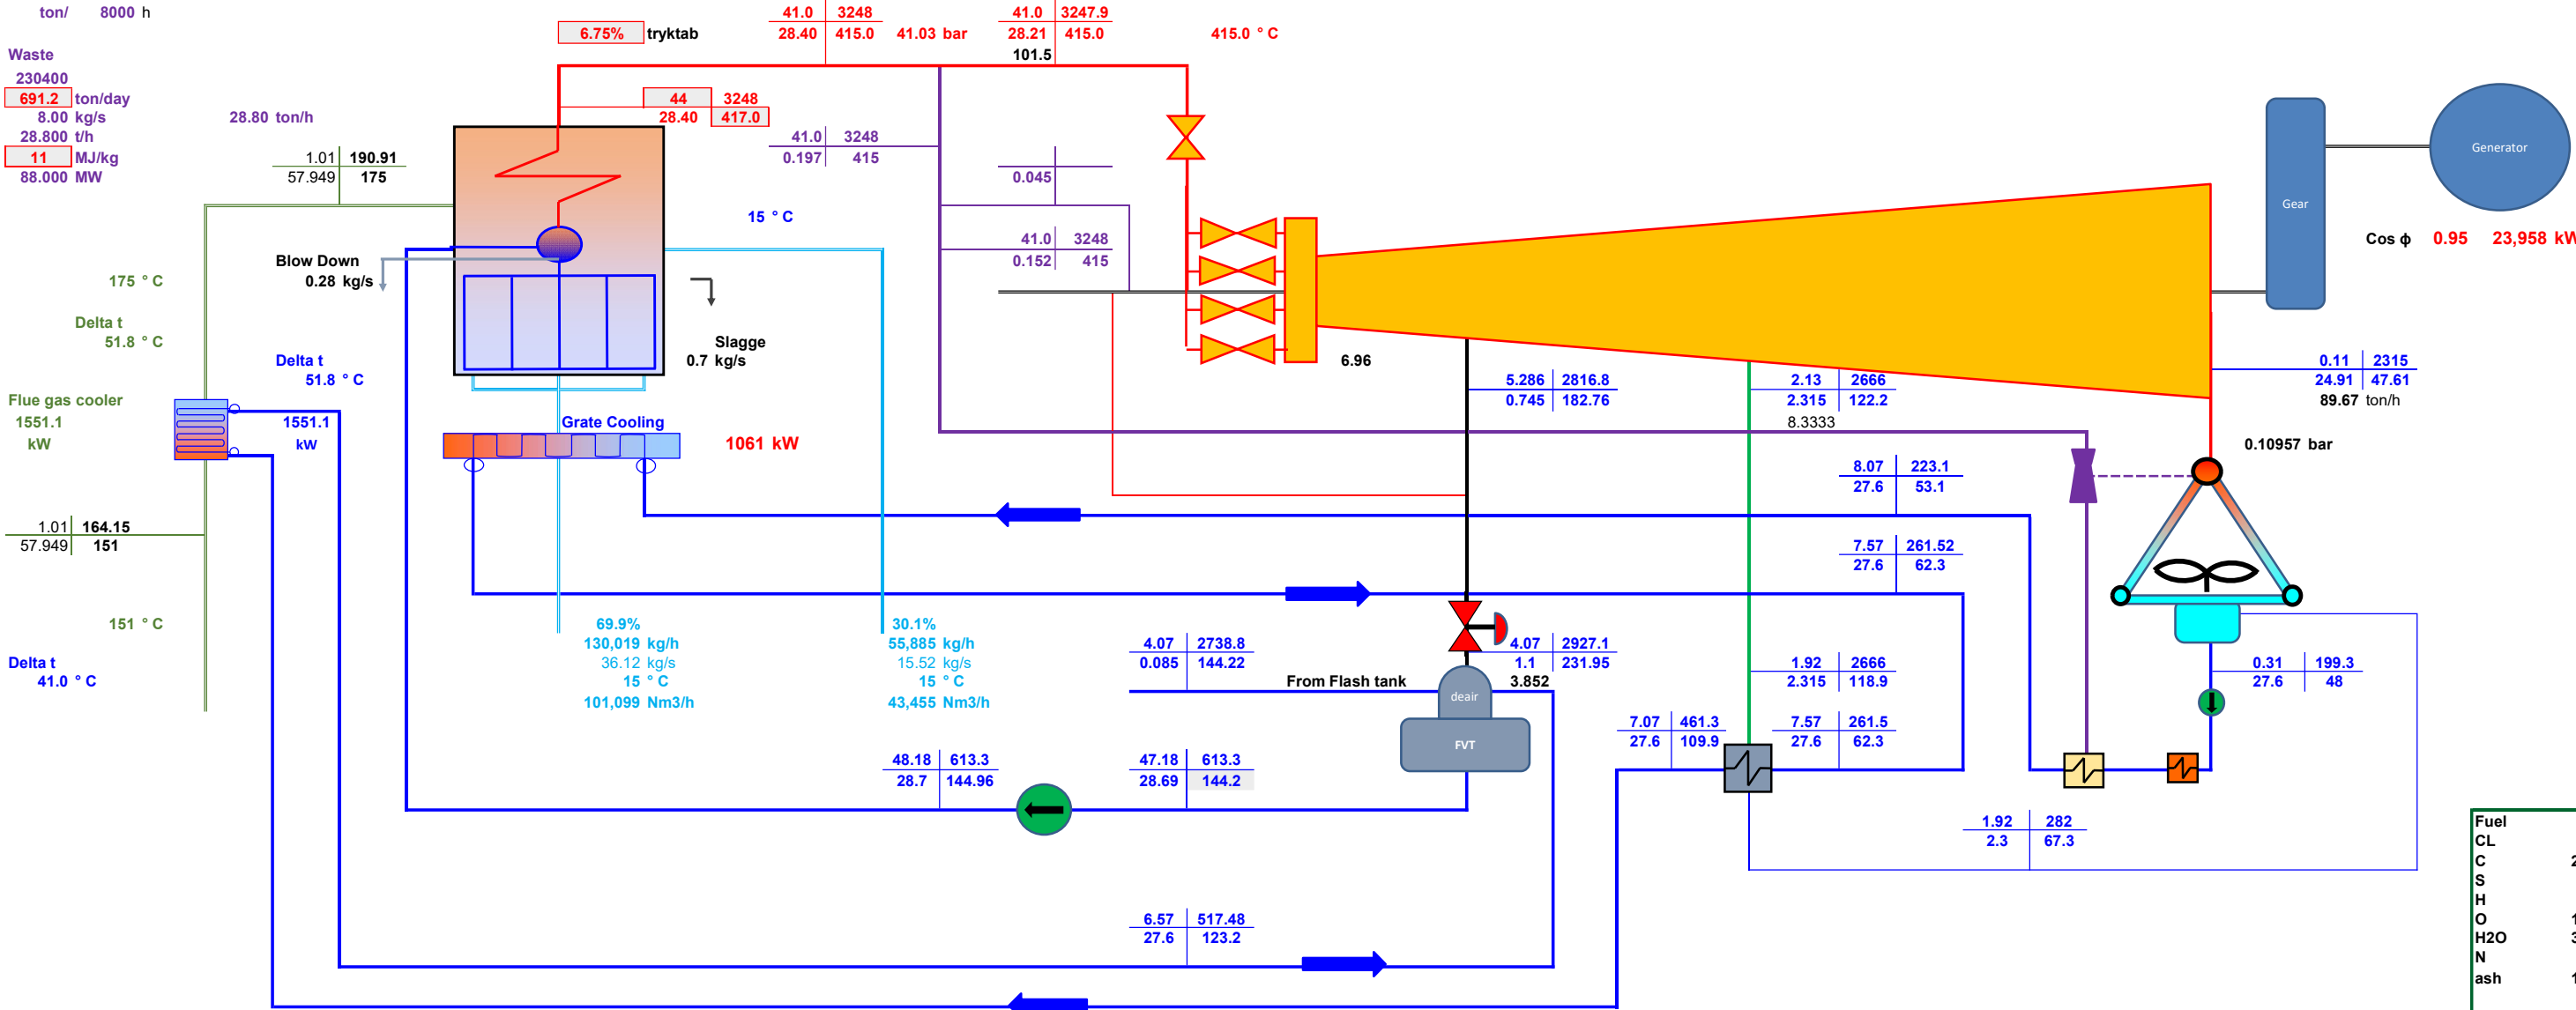 ton/ 8000 h
Waste
230400
691.2 ton/day
8.00 kg/s
28.800 t/h
11 MJ/kg
88.000 MW
28.80 ton/h
6.75% tryktab
41.0 3248
28.40 415.0 41.03 bar
41.0 3247.9
28.21 415.0
101.5
415.0 ° C
44 3248
28.40 417.0
41.0 3248
0.197 415
1.01 190.91
57.949 175
0.045
15 ° C
41.0 3248
0.152 415
Blow Down
0.28 kg/s
175 ° C
Delta t
51.8 ° C
Delta t
51.8 ° C
Slagge
0.7 kg/s
Flue gas cooler
1551.1
kW
1551.1
kW
Grate Cooling
1061 kW
1.01 164.15
57.949 151
151 ° C
Delta t
41.0 ° C
69.9%
130,019 kg/h
36.12 kg/s
15 ° C
101,099 Nm3/h
30.1%
55,885 kg/h
15.52 kg/s
15 ° C
43,455 Nm3/h
Generator
Gear
Cos ϕ 0.95 23,958 kW
6.96
5.286 2816.8
0.745 182.76
2.13 2666
2.315 122.2
8.3333
0.11 2315
24.91 47.61
89.67 ton/h
0.10957 bar
8.07 223.1
27.6 53.1
7.57 261.52
27.6 62.3
4.07 2738.8
0.085 144.22
From Flash tank
4.07 2927.1
1.1 231.95
3.852
deair
FVT
1.92 2666
2.315 118.9
0.31 199.3
27.6 48
7.07 461.3
27.6 109.9
7.57 261.5
27.6 62.3
48.18 613.3
28.7 144.96
47.18 613.3
28.69 144.2
1.92 282
2.3 67.3
6.57 517.48
27.6 123.2
Fuel
CL
C 2
S
H
O 1
H2O 3
N
ash 1